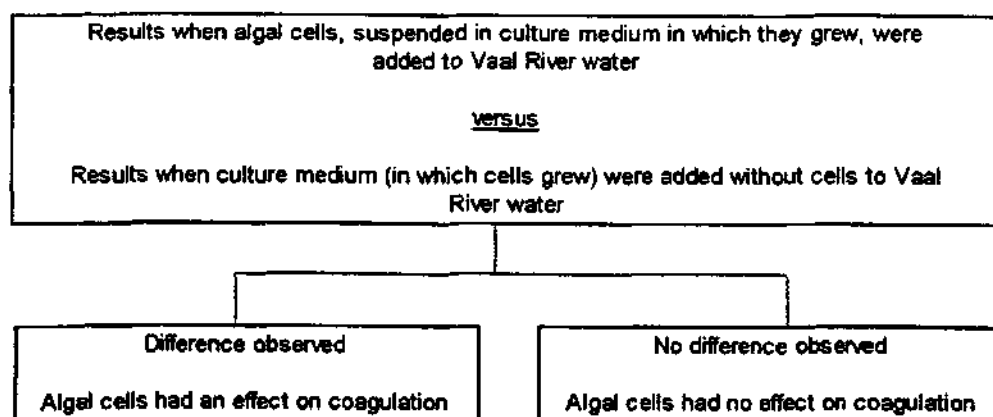 Results when algal cells, suspended in culture medium in which they grew, were
added to Vaal River water
versus
Results when culture medium (in which cells grew) were added without cells to Vaal
River water
Difference observed
Algal cells had an effect on coagulation
No difference observed
Algal cells had no effect on coagulation